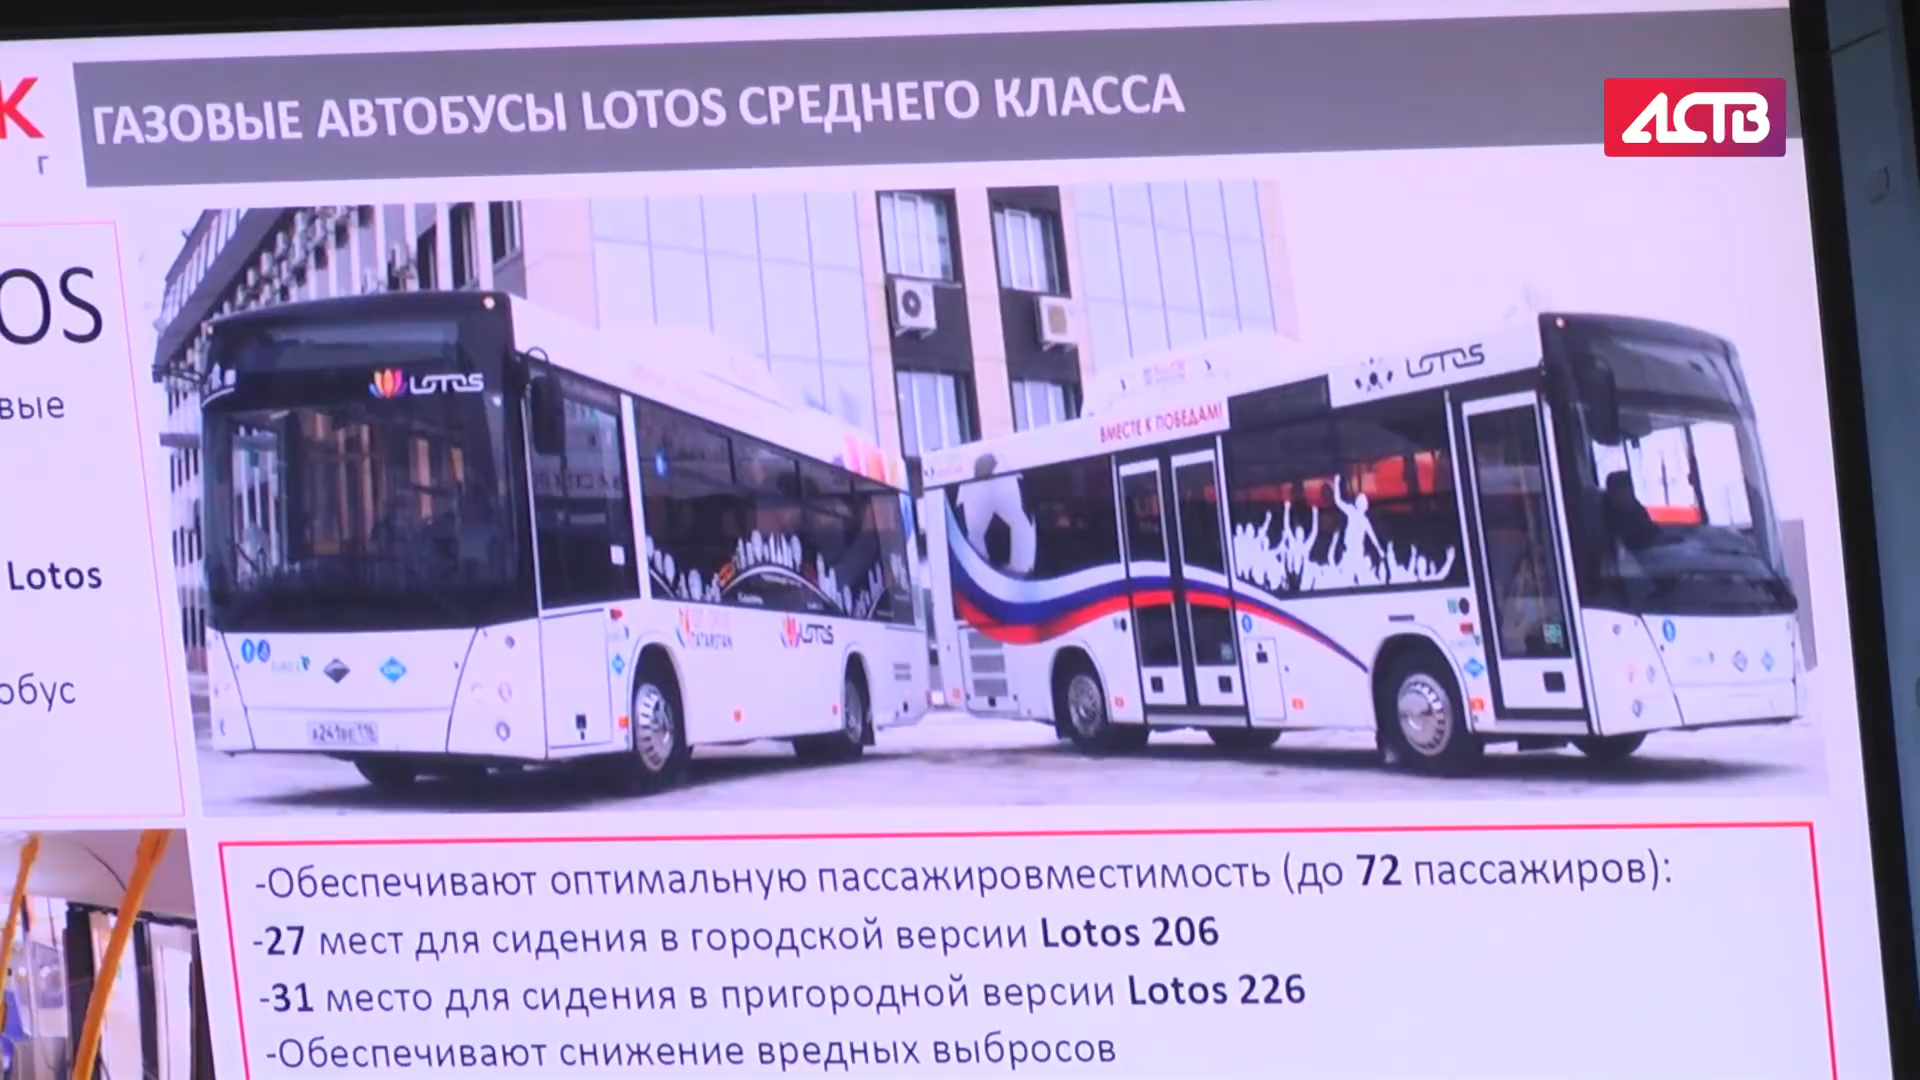 К
Г
ГАЗОВЫЕ АВТОБУСЫ LOTOS СРЕДНЕГО КЛАССА
АСТВ
OS
вые
Lotos
обус
LOTOS
LOTOS
ВМЕСТЕ К ПОБЕДАМ!
LOTOS
-Обеспечивают оптимальную пассажировместимость (до 72 пассажиров):
-27 мест для сидения в городской версии Lotos 206
-31 место для сидения в пригородной версии Lotos 226
-Обеспечивают снижение вредных выбросов